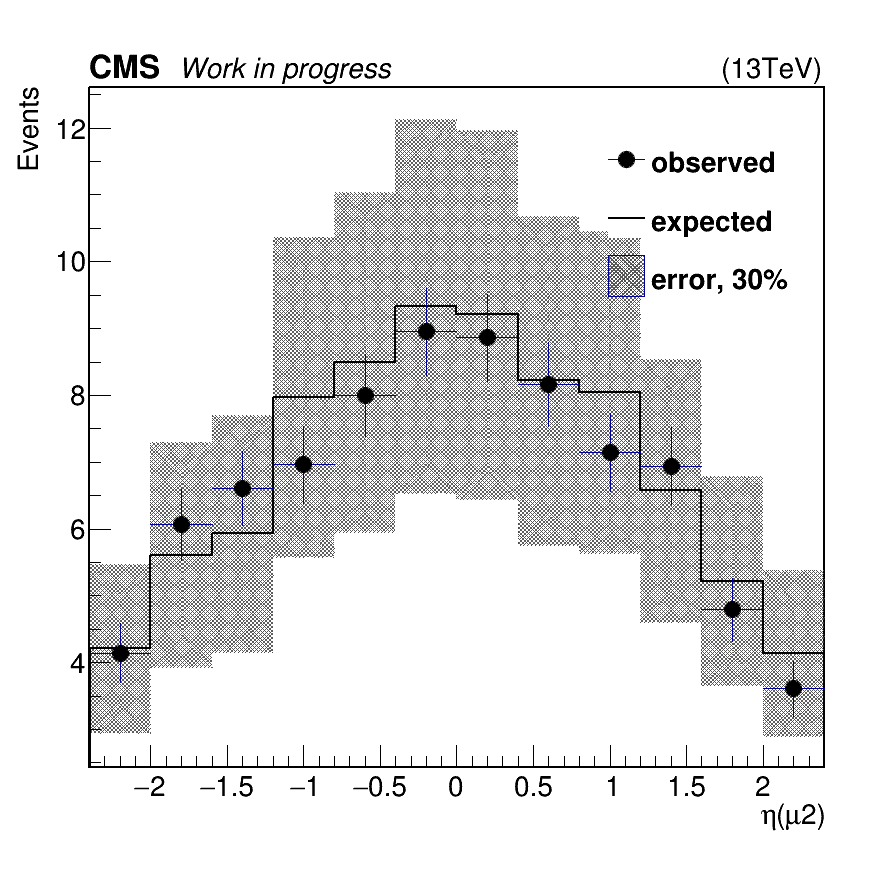 CMS Work in progress (13TeV)
Events
12
10
8
6
4
observed
expected
error, 30%
−2 −1.5 −1 −0.5 0 0.5 1 1.5 2
η(μ2)